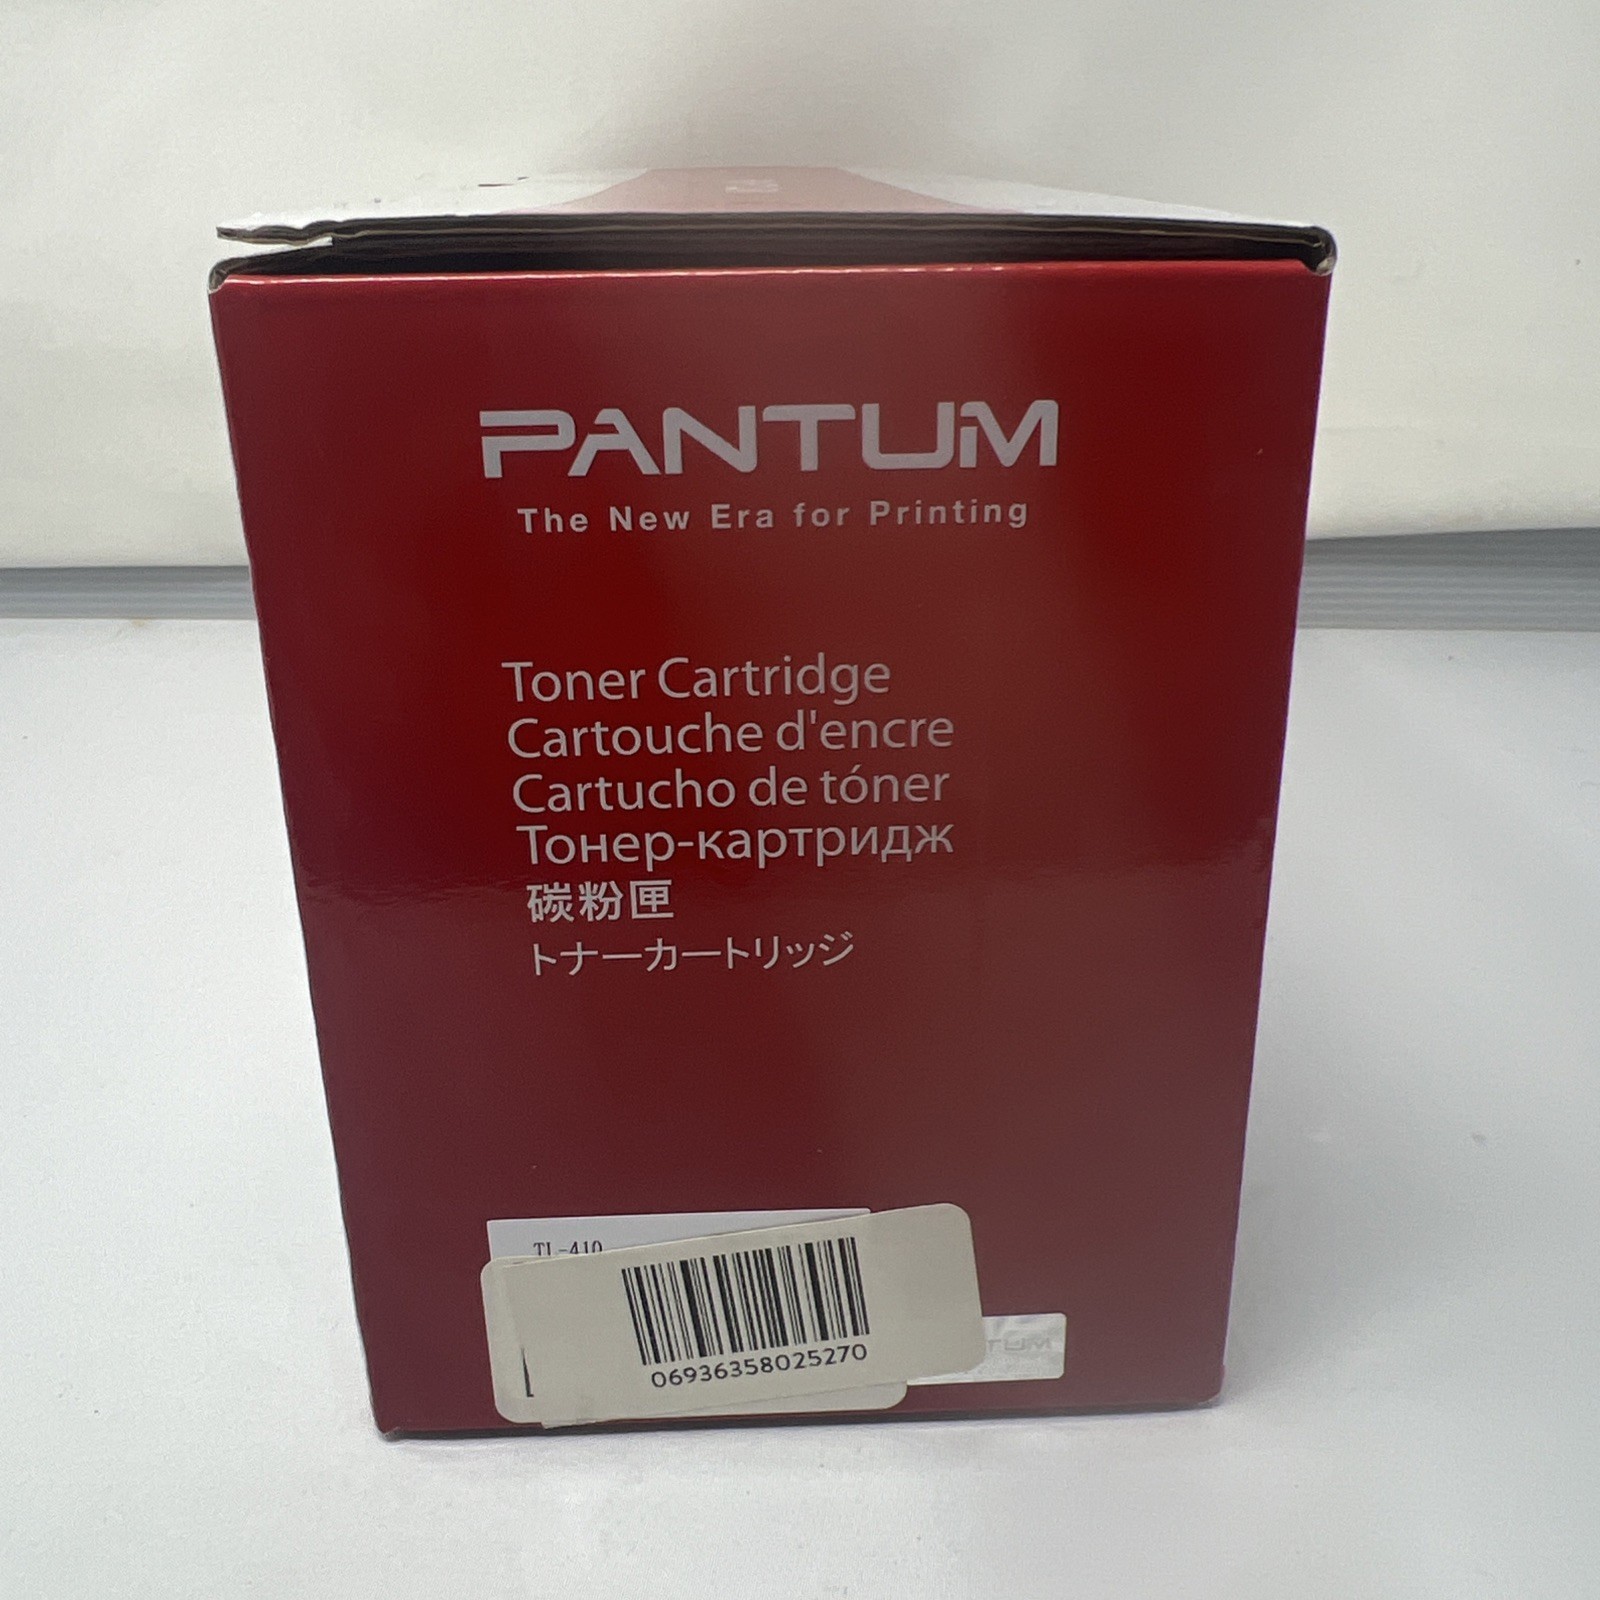 PANTUM
The New Era for Printing
Toner Cartridge
Cartouche d'encre
Cartucho de tóner
Тонер-картридж
碳粉匣
トナーカートリッジ
TL-410
06936358025270